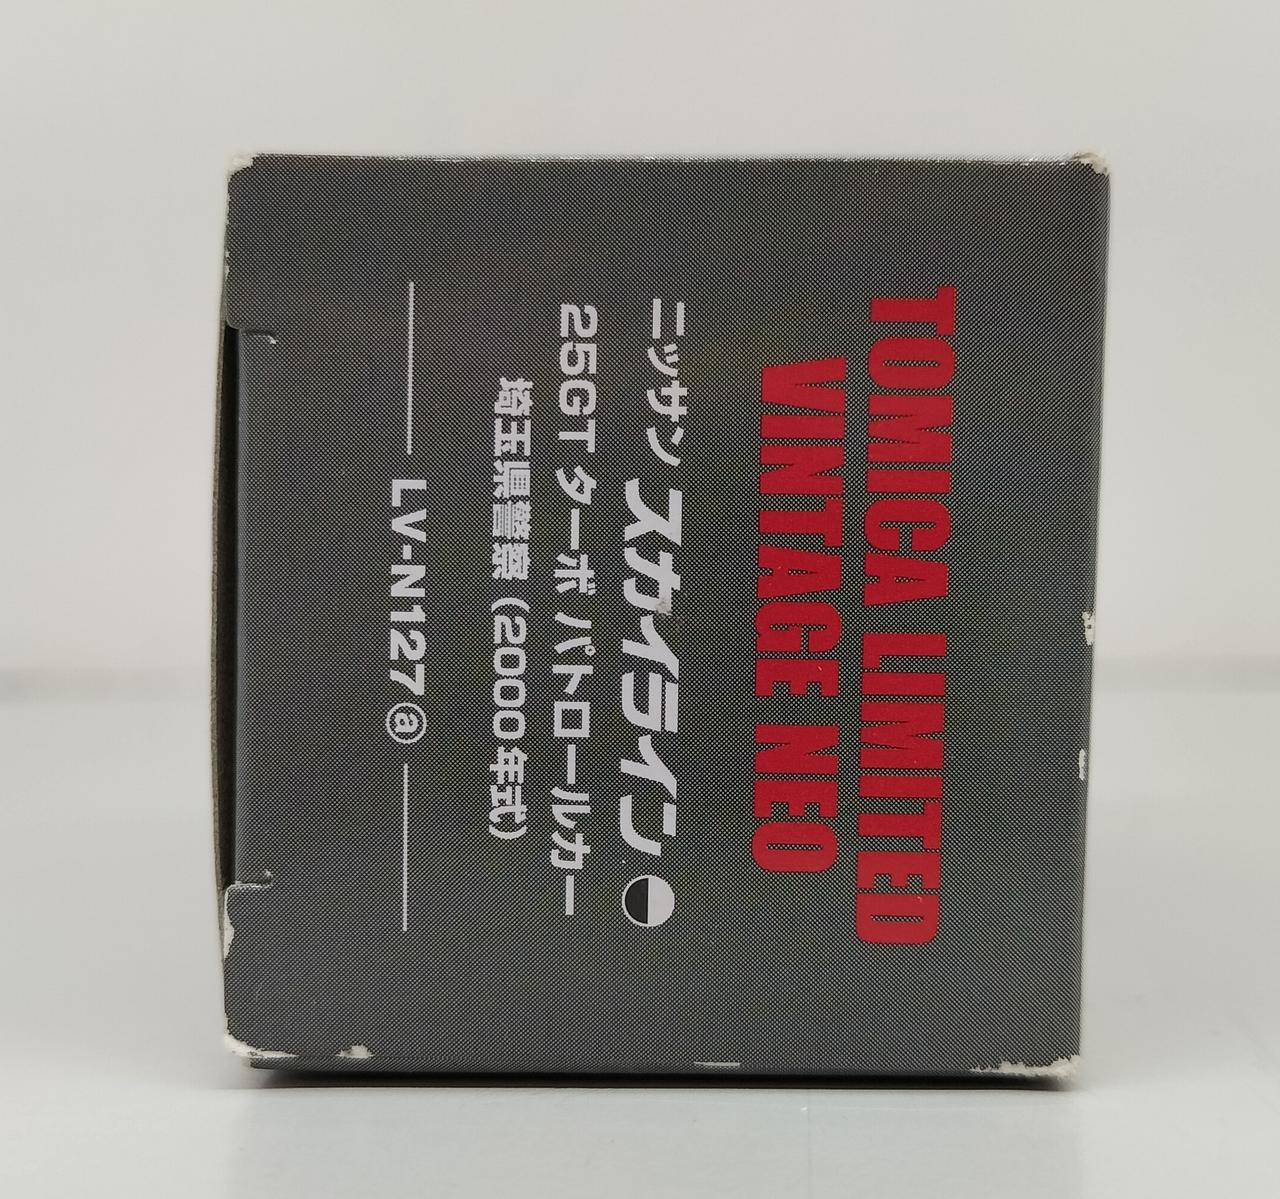 TOMICA LIMITED
VINTAGE NEO
ニッサン スカイライン
25GT ターボ パトロールカー
埼玉県警察 (2000年式)
LV-N127ⓐ